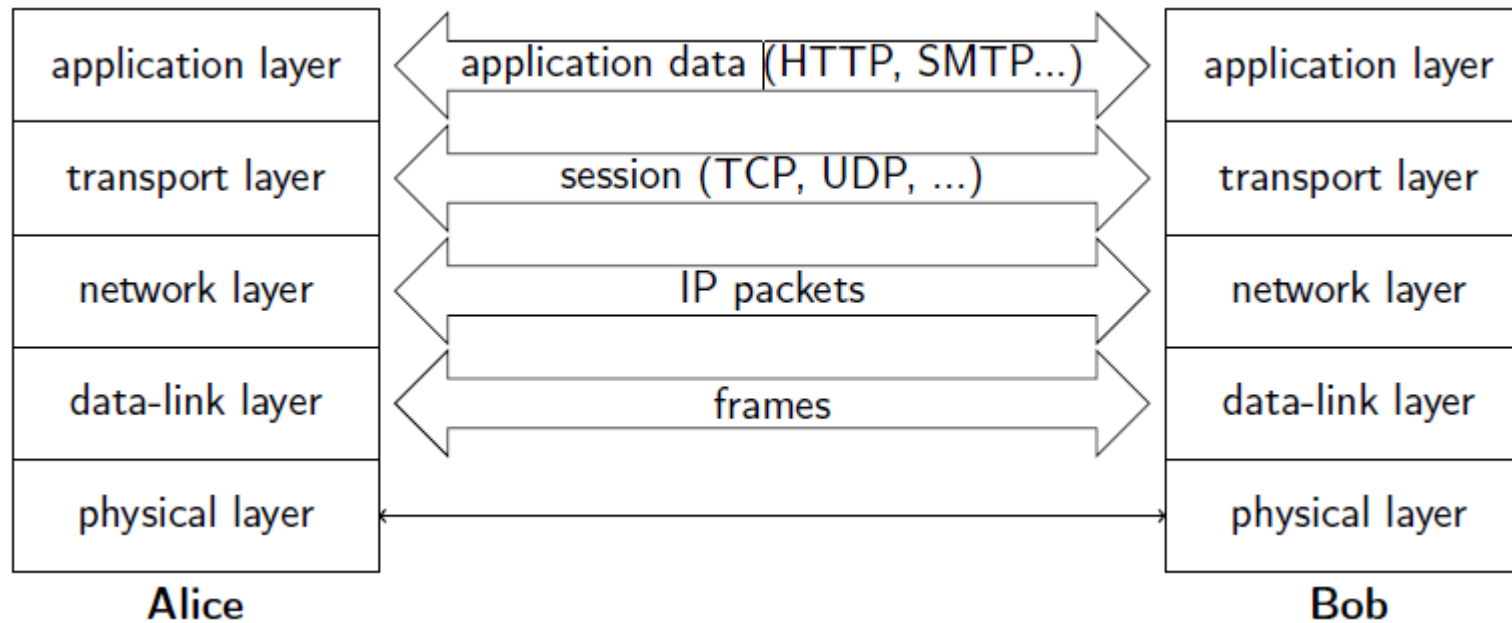 application layer application data (HTTP, SMTP...) application layer
transport layer session (TCP, UDP, ...) transport layer
network layer IP packets network layer
data-link layer frames data-link layer
physical layer physical layer
Alice Bob